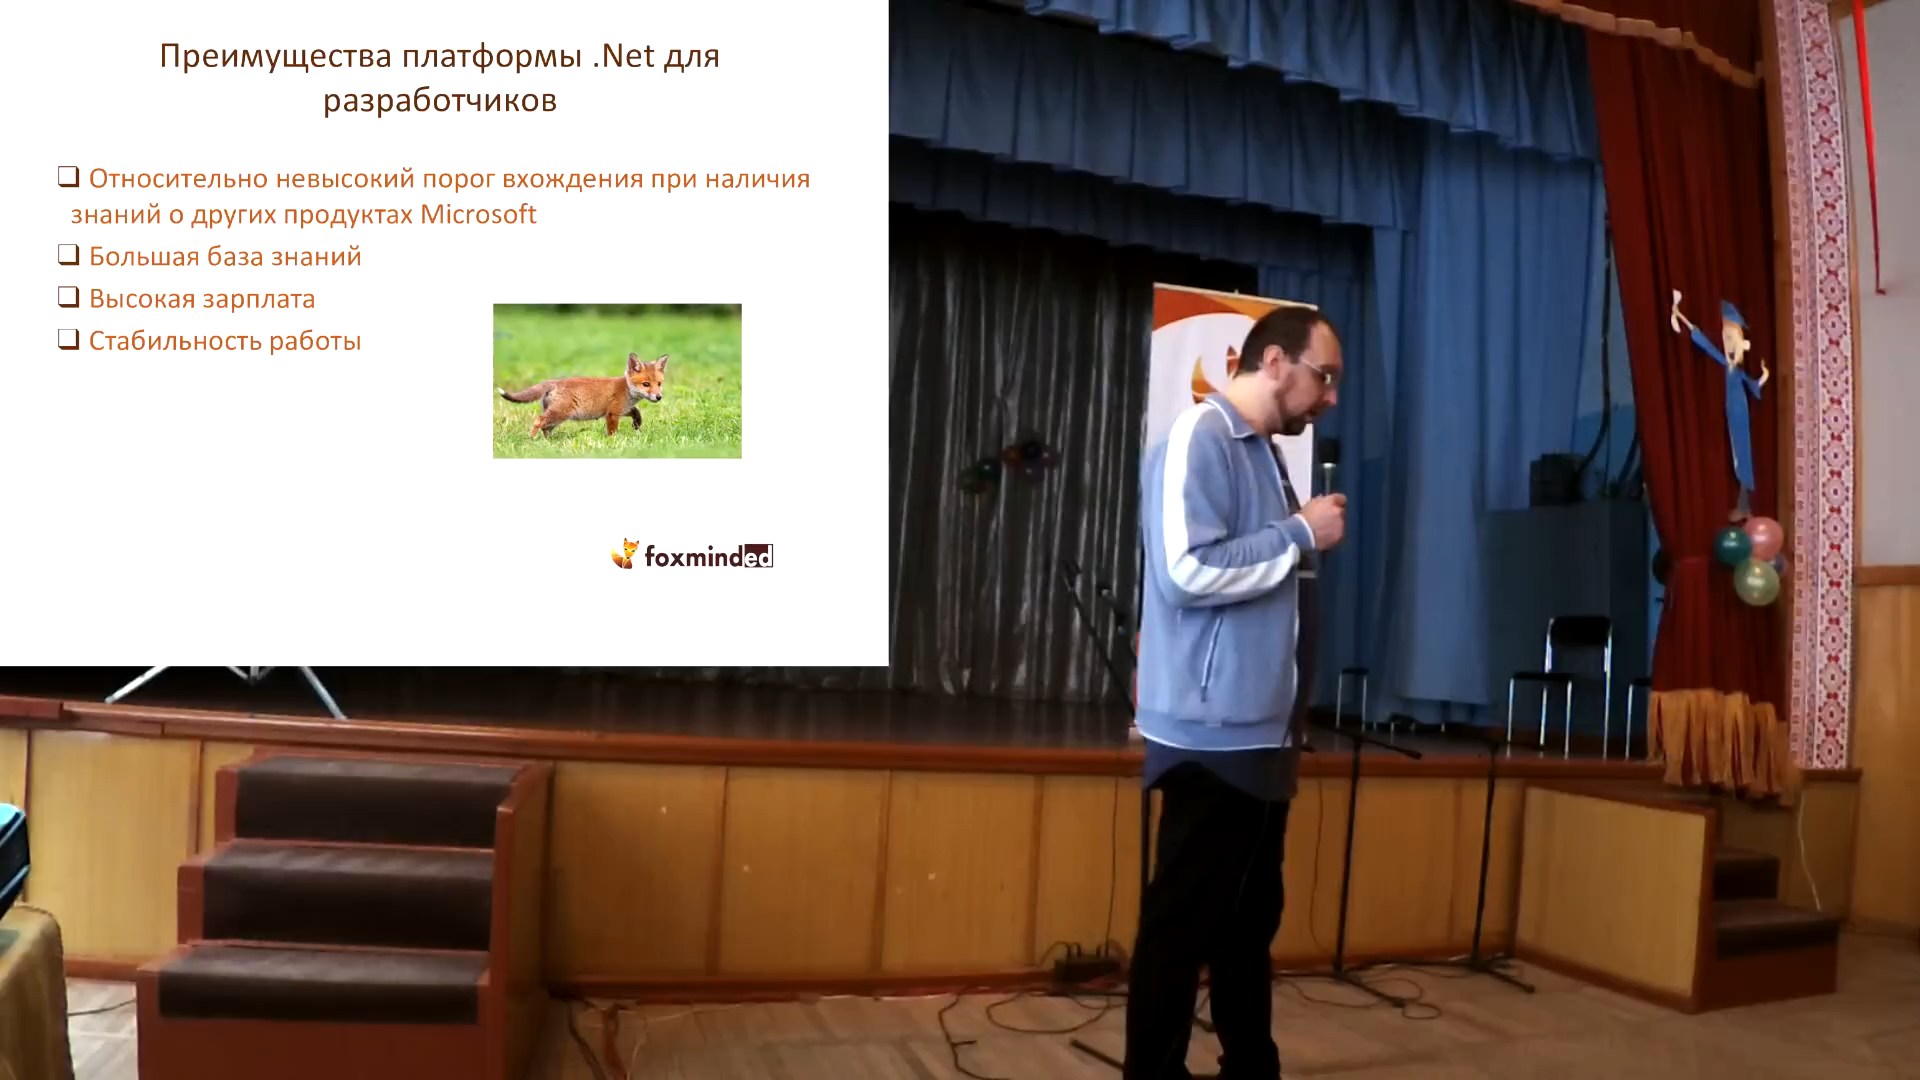 Преимущества платформы .Net для
разработчиков
Относительно невысокий порог вхождения при наличия
знаний о других продуктах Microsoft
Большая база знаний
Высокая зарплата
Стабильность работы
foxminded